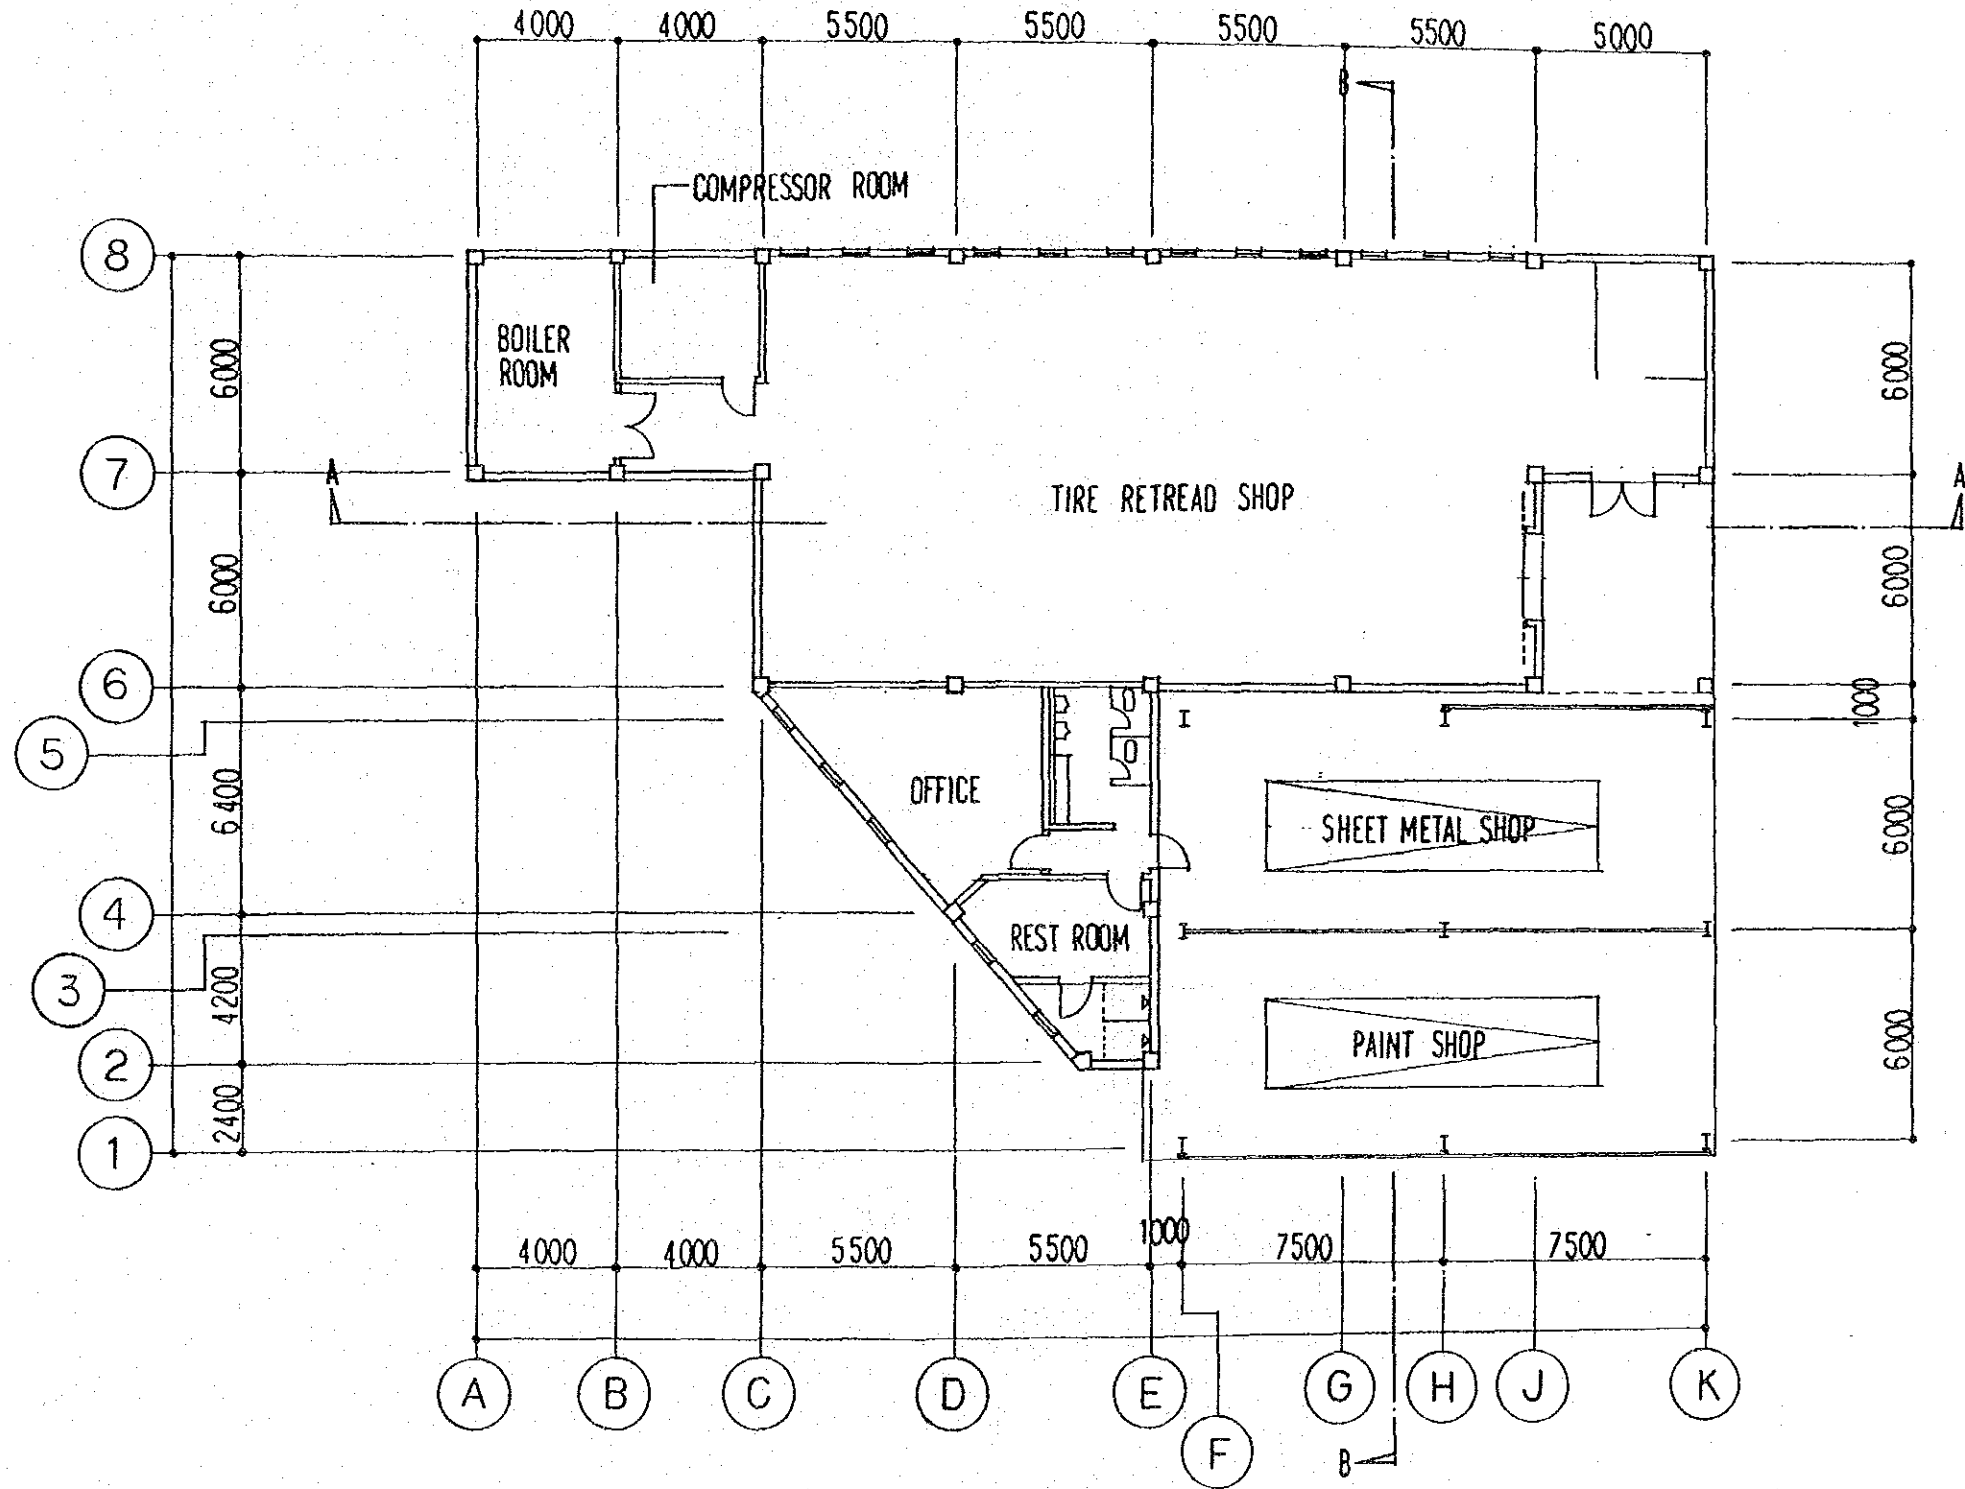 4000 4000 5500 5500 5500 5500 5000
B
COMPRESSOR ROOM
8
BOILER
ROOM
6000
6000
7
A
TIRE RETREAD SHOP
A
6000
6000
6
1000
5
OFFICE
6400
SHEET METAL SHOP
6000
4
REST ROOM
3
4200
PAINT SHOP
6000
2
2400
1
4000 4000 5500 5500 1000 7500 7500
A B C D E G H J K
F
B